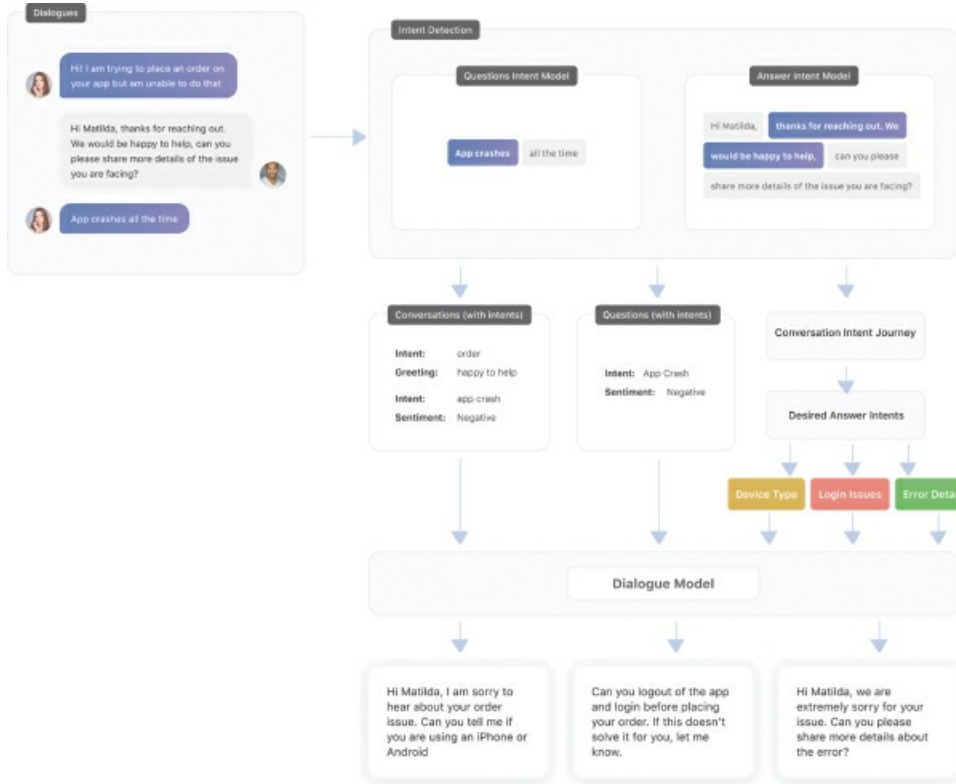 Dialogues
Hi! I am trying to place an order on
your app but am unable to do that
Hi Matilda, thanks for reaching out.
We would be happy to help, can you
please share more details of the issue
you are facing?
App crashes all the time
Intent Detection
Questions Intent Model
App crashes all the time
Answer Intent Model
Hi Matilda, thanks for reaching out. We
would be happy to help, can you please
share more details of the issue you are facing?
Conversations (with intents)
Intent: order
Greeting: happy to help
Intent: app crash
Sentiment: Negative
Questions (with intents)
Intent: App Crash
Sentiment: Negative
Conversation Intent Journey
Desired Answer Intents
Device Type Login Issues Error Deta
Dialogue Model
Hi Matilda, I am sorry to
hear about your order
issue. Can you tell me if
you are using an iPhone or
Android
Can you logout of the app
and login before placing
your order. If this doesn't
solve it for you, let me
know.
Hi Matilda, we are
extremely sorry for your
issue. Can you please
share more details about
the error?